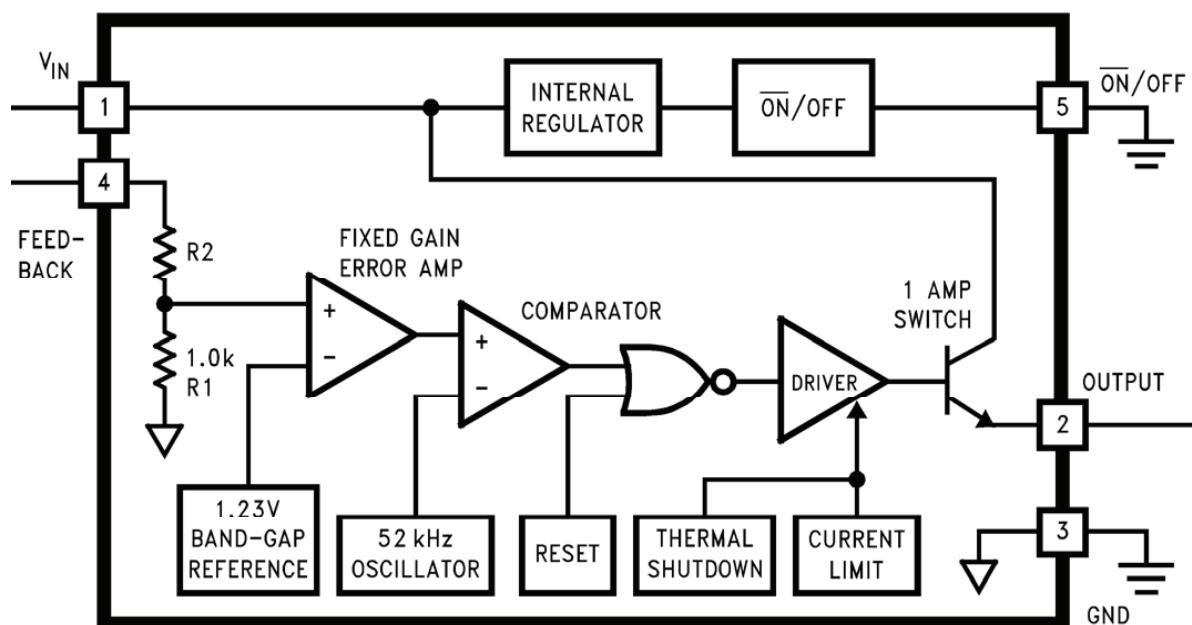 V_IN
1
INTERNAL
REGULATOR
O̅N̅/OFF
5
O̅N̅/OFF
4
FEED-
BACK
R2
FIXED GAIN
ERROR AMP
1.0k
R1
+
−
COMPARATOR
+
−
DRIVER
1 AMP
SWITCH
OUTPUT
2
1.23V
BAND-GAP
REFERENCE
52 kHz
OSCILLATOR
RESET
THERMAL
SHUTDOWN
CURRENT
LIMIT
3
GND